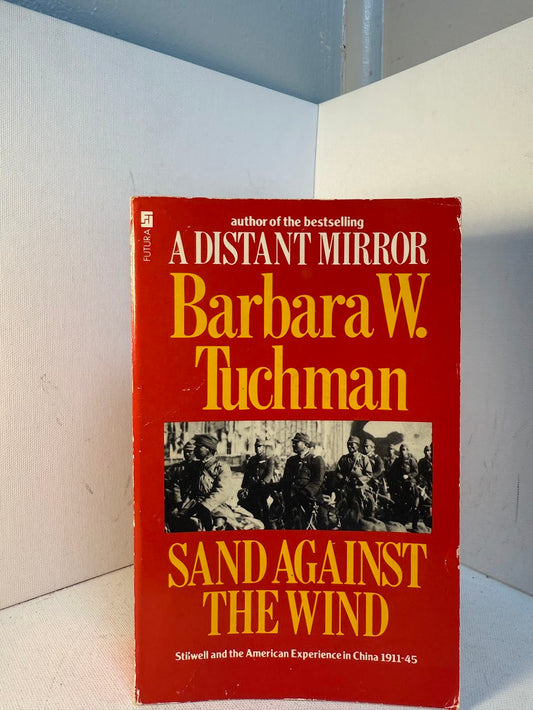 FUTURA
author of the bestselling
A DISTANT MIRROR
Barbara W.
Tuchman
SAND AGAINST
THE WIND
Stilwell and the American Experience in China 1911-45